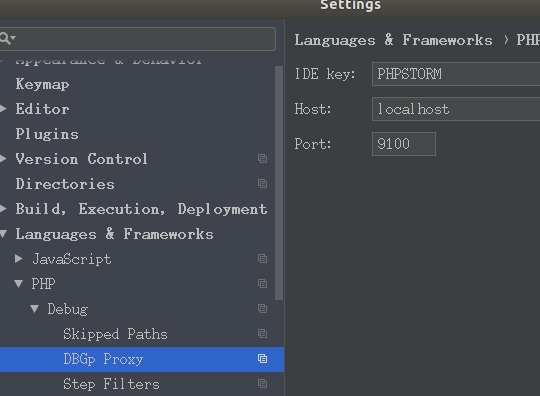 Settings
Appearance & Behavior
Keymap
Editor
Plugins
Version Control
Directories
Build, Execution, Deployment
Languages & Frameworks
JavaScript
PHP
Debug
Skipped Paths
DBGp Proxy
Step Filters
Languages & Frameworks › PHP
IDE key: PHPSTORM
Host: localhost
Port: 9100